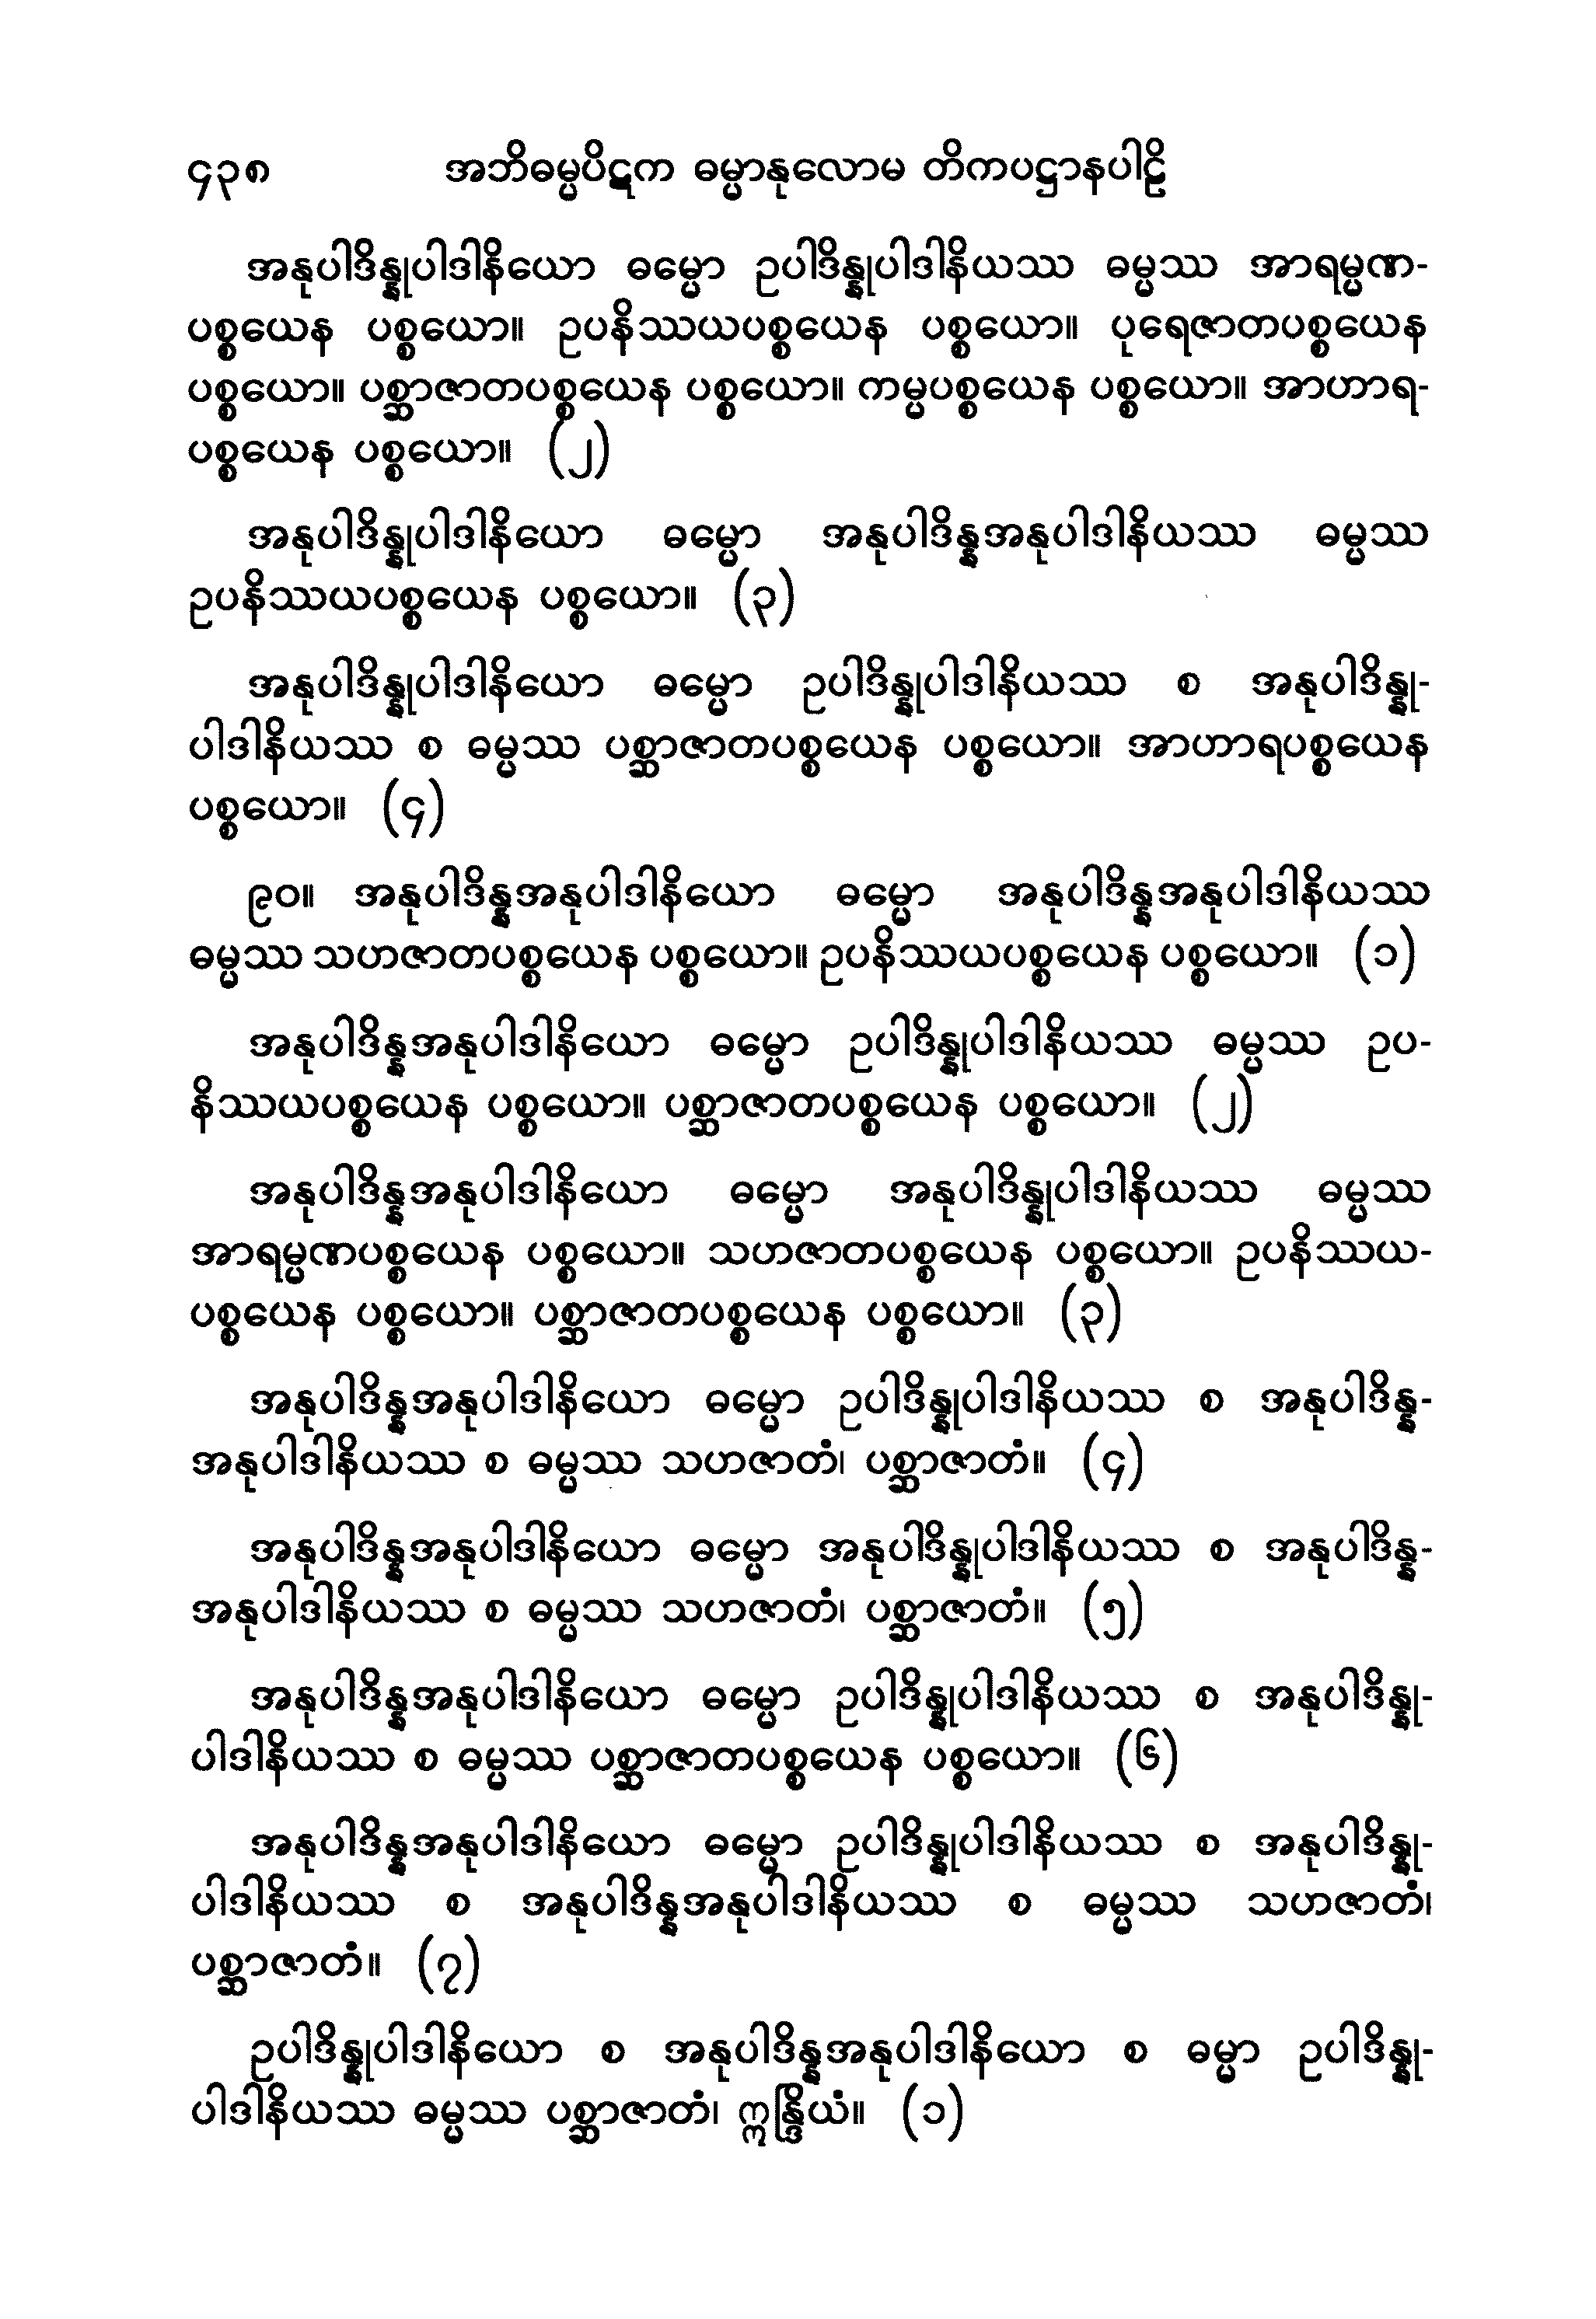 ၄၃၈ အဘိဓမ္မပိဋက ဓမ္မာနုလောမ တိကပဋ္ဌာနပါဠိ
အနုပါဒိန္နုပါဒါနိယော ဓမ္မော ဥပါဒိန္နုပါဒါနိယဿ ဓမ္မဿ အာရမ္မဏ-
ပစ္စယေန ပစ္စယော။ ဥပနိဿယပစ္စယေန ပစ္စယော။ ပုရေဇာတပစ္စယေန
ပစ္စယော။ ပစ္ဆာဇာတပစ္စယေန ပစ္စယော။ ကမ္မပစ္စယေန ပစ္စယော။ အာဟာရ-
ပစ္စယေန ပစ္စယော။ (၂)
အနုပါဒိန္နုပါဒါနိယော ဓမ္မော အနုပါဒိန္နအနုပါဒါနိယဿ ဓမ္မဿ
ဥပနိဿယပစ္စယေန ပစ္စယော။ (၃)
အနုပါဒိန္နုပါဒါနိယော ဓမ္မော ဥပါဒိန္နုပါဒါနိယဿ စ အနုပါဒိန္နု-
ပါဒါနိယဿ စ ဓမ္မဿ ပစ္ဆာဇာတပစ္စယေန ပစ္စယော။ အာဟာရပစ္စယေန
ပစ္စယော။ (၄)
၉၀။ အနုပါဒိန္နအနုပါဒါနိယော ဓမ္မော အနုပါဒိန္နအနုပါဒါနိယဿ
ဓမ္မဿ သဟဇာတပစ္စယေန ပစ္စယော။ ဥပနိဿယပစ္စယေန ပစ္စယော။ (၁)
အနုပါဒိန္နအနုပါဒါနိယော ဓမ္မော ဥပါဒိန္နုပါဒါနိယဿ ဓမ္မဿ ဥပ-
နိဿယပစ္စယေန ပစ္စယော။ ပစ္ဆာဇာတပစ္စယေန ပစ္စယော။ (၂)
အနုပါဒိန္နအနုပါဒါနိယော ဓမ္မော အနုပါဒိန္နုပါဒါနိယဿ ဓမ္မဿ
အာရမ္မဏပစ္စယေန ပစ္စယော။ သဟဇာတပစ္စယေန ပစ္စယော။ ဥပနိဿယ-
ပစ္စယေန ပစ္စယော။ ပစ္ဆာဇာတပစ္စယေန ပစ္စယော။ (၃)
အနုပါဒိန္နအနုပါဒါနိယော ဓမ္မော ဥပါဒိန္နုပါဒါနိယဿ စ အနုပါဒိန္န-
အနုပါဒါနိယဿ စ ဓမ္မဿ သဟဇာတံ၊ ပစ္ဆာဇာတံ။ (၄)
အနုပါဒိန္နအနုပါဒါနိယော ဓမ္မော အနုပါဒိန္နုပါဒါနိယဿ စ အနုပါဒိန္န-
အနုပါဒါနိယဿ စ ဓမ္မဿ သဟဇာတံ၊ ပစ္ဆာဇာတံ။ (၅)
အနုပါဒိန္နအနုပါဒါနိယော ဓမ္မော ဥပါဒိန္နုပါဒါနိယဿ စ အနုပါဒိန္နု-
ပါဒါနိယဿ စ ဓမ္မဿ ပစ္ဆာဇာတပစ္စယေန ပစ္စယော။ (၆)
အနုပါဒိန္နအနုပါဒါနိယော ဓမ္မော ဥပါဒိန္နုပါဒါနိယဿ စ အနုပါဒိန္နု-
ပါဒါနိယဿ စ အနုပါဒိန္နအနုပါဒါနိယဿ စ ဓမ္မဿ သဟဇာတံ၊
ပစ္ဆာဇာတံ။ (၇)
ဥပါဒိန္နုပါဒါနိယော စ အနုပါဒိန္နအနုပါဒါနိယော စ ဓမ္မာ ဥပါဒိန္နု-
ပါဒါနိယဿ ဓမ္မဿ ပစ္ဆာဇာတံ၊ ဣန္ဒြိယံ။ (၁)